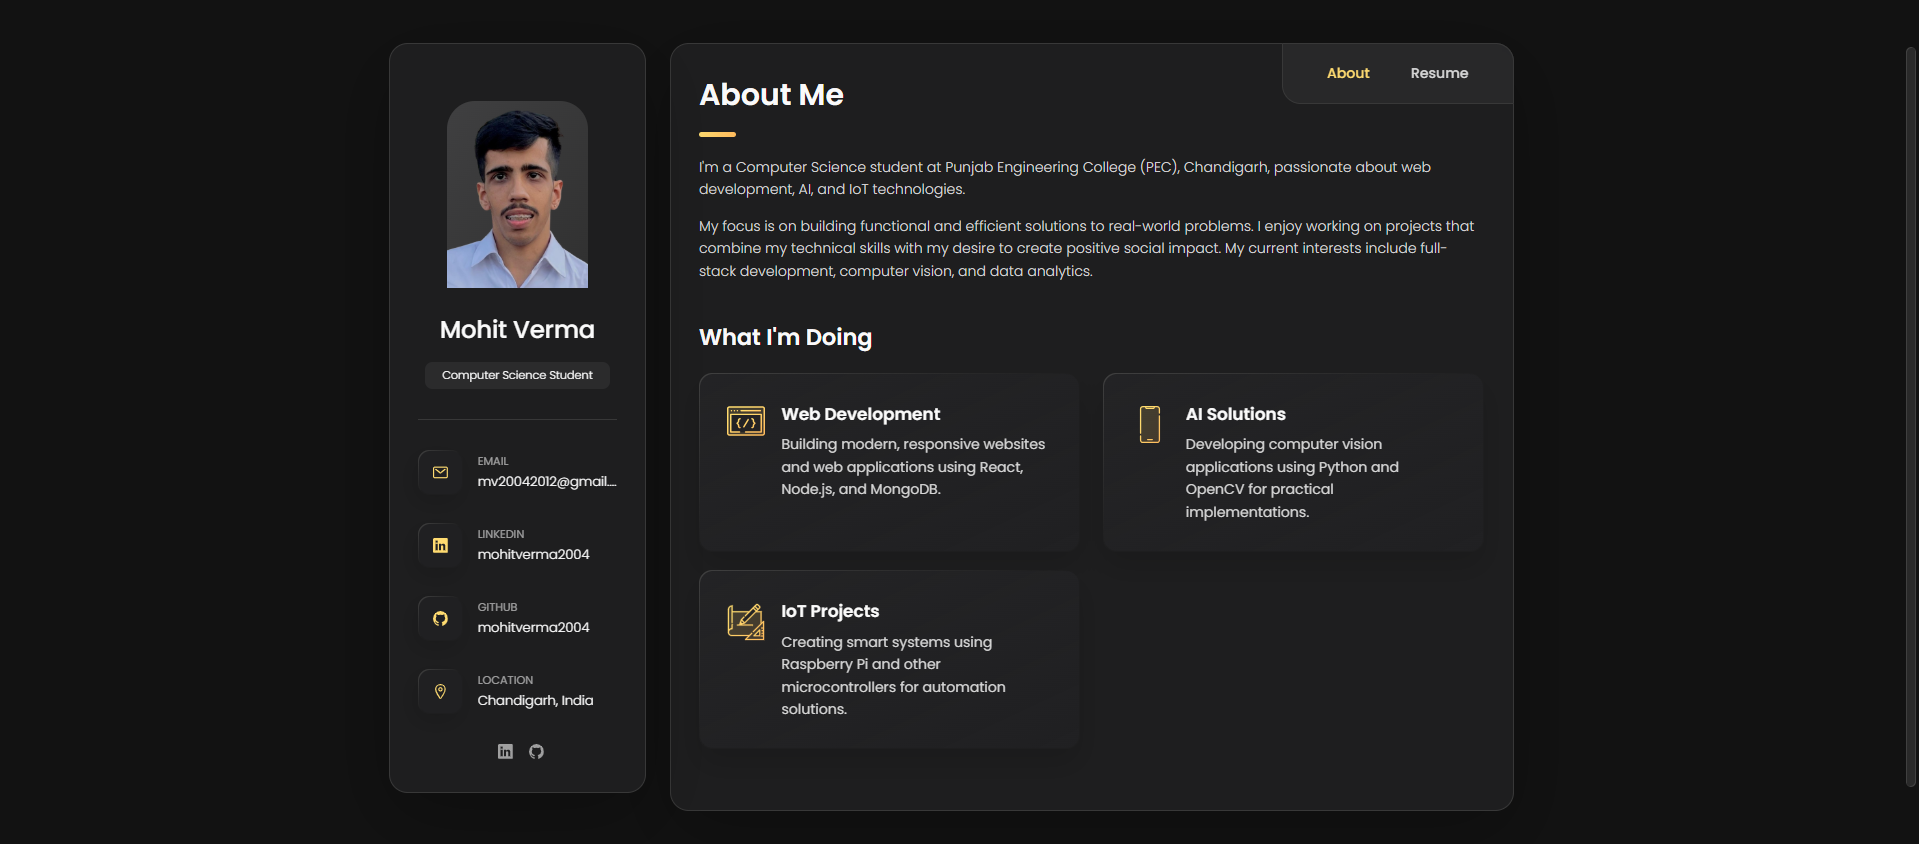 Mohit Verma
Computer Science Student
EMAIL
mv20042012@gmail....
LINKEDIN
mohitverma2004
GITHUB
mohitverma2004
LOCATION
Chandigarh, India
About
Resume
About Me
I'm a Computer Science student at Punjab Engineering College (PEC), Chandigarh, passionate about web
development, AI, and IoT technologies.
My focus is on building functional and efficient solutions to real-world problems. I enjoy working on projects that
combine my technical skills with my desire to create positive social impact. My current interests include full-
stack development, computer vision, and data analytics.
What I'm Doing
Web Development
Building modern, responsive websites
and web applications using React,
Node.js, and MongoDB.
AI Solutions
Developing computer vision
applications using Python and
OpenCV for practical
implementations.
IoT Projects
Creating smart systems using
Raspberry Pi and other
microcontrollers for automation
solutions.